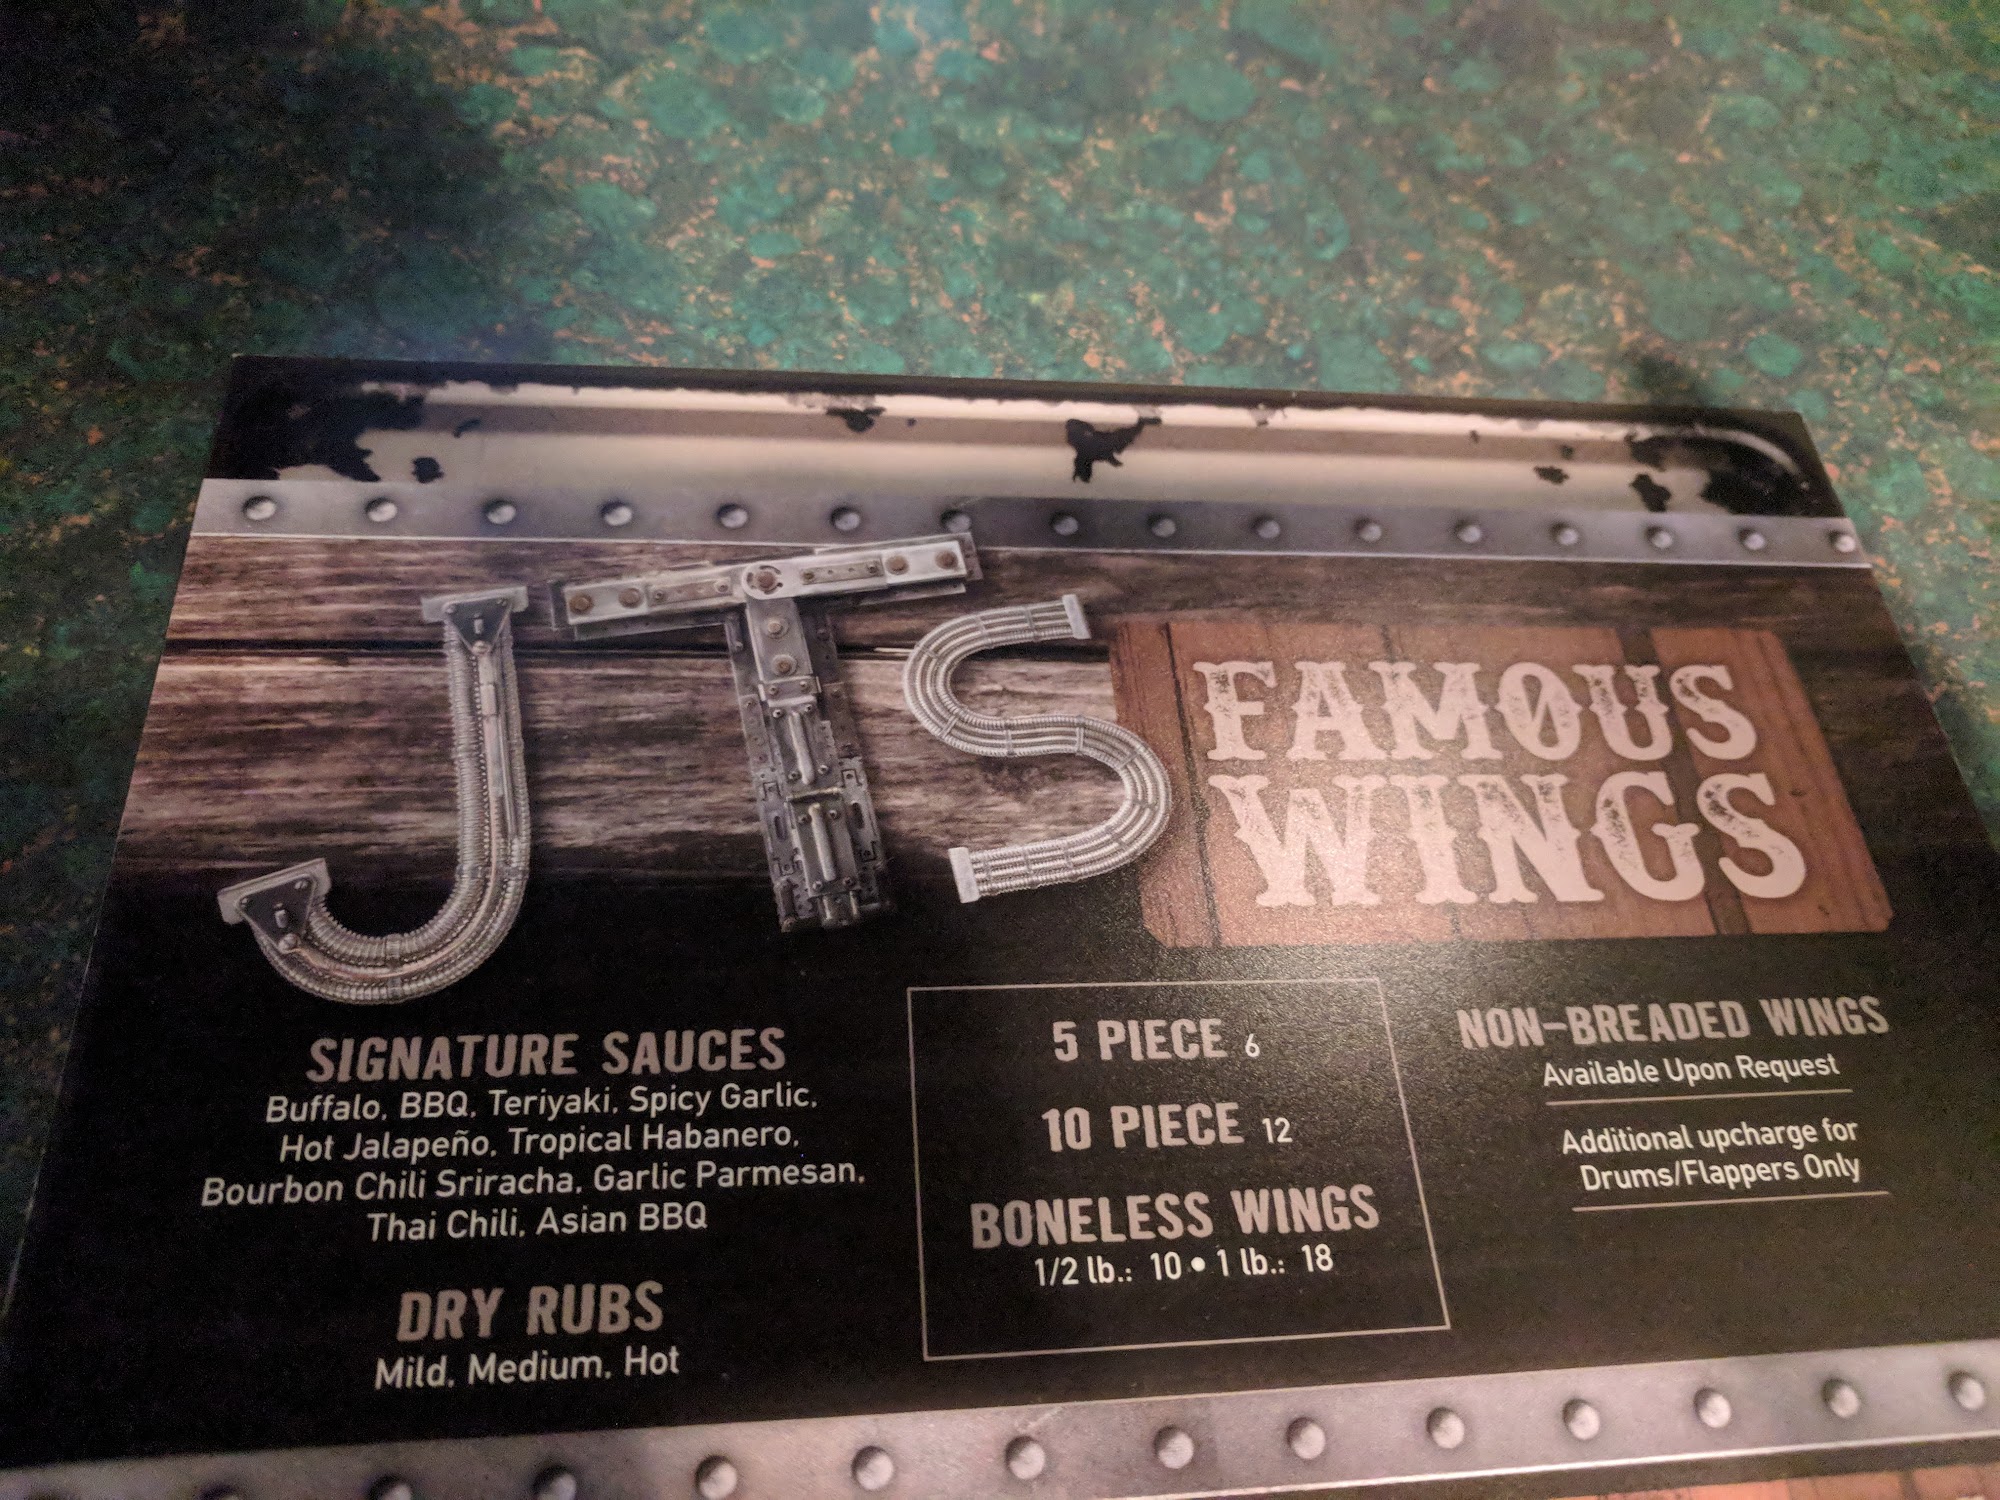 JTS
FAMOUS
WINGS
SIGNATURE SAUCES
Buffalo, BBQ, Teriyaki, Spicy Garlic,
Hot Jalapeño, Tropical Habanero,
Bourbon Chili Sriracha, Garlic Parmesan,
Thai Chili, Asian BBQ
DRY RUBS
Mild, Medium, Hot
5 PIECE 6
10 PIECE 12
BONELESS WINGS
1/2 lb.: 10 • 1 lb.: 18
NON-BREADED WINGS
Available Upon Request
Additional upcharge for
Drums/Flappers Only